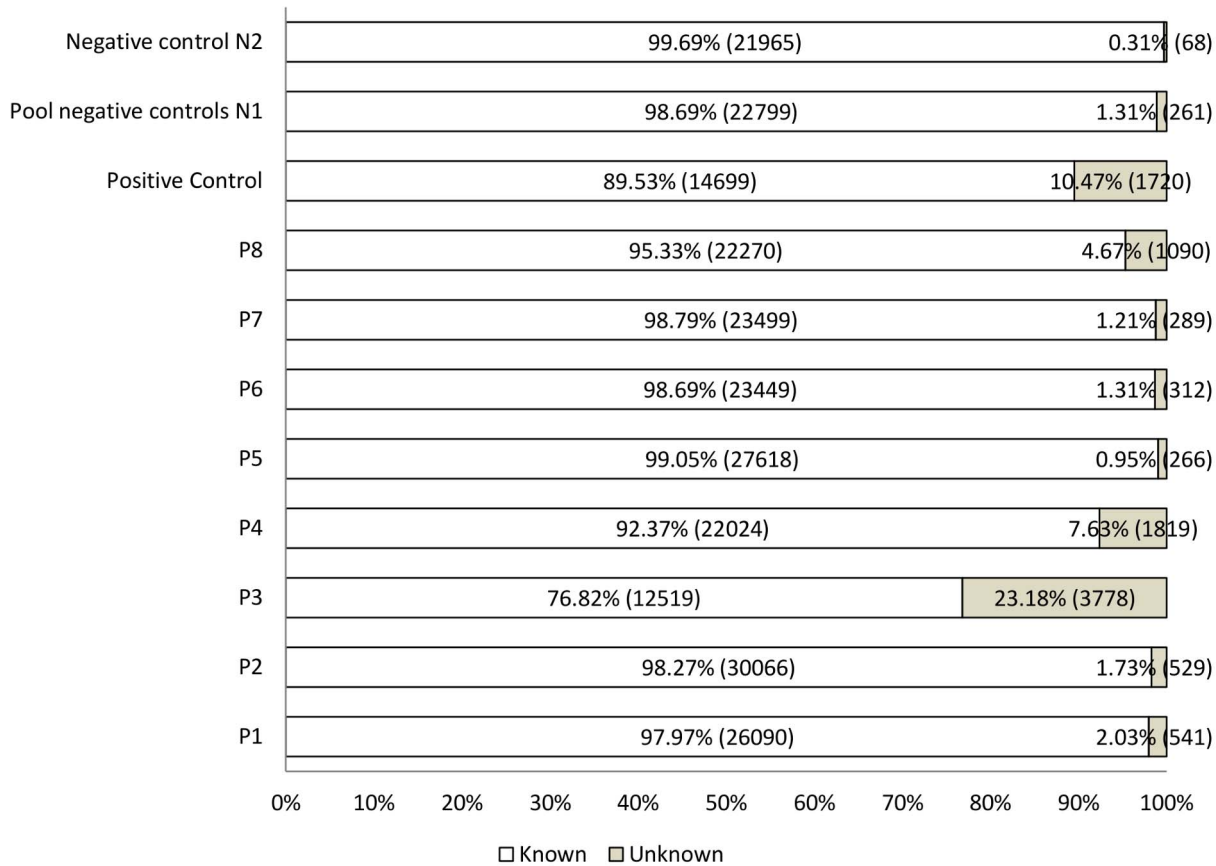 Negative control N2 99.69% (21965) 0.31% (68)
Pool negative controls N1 98.69% (22799) 1.31% (261)
Positive Control 89.53% (14699) 10.47% (1720)
P8 95.33% (22270) 4.67% (1090)
P7 98.79% (23499) 1.21% (289)
P6 98.69% (23449) 1.31% (312)
P5 99.05% (27618) 0.95% (266)
P4 92.37% (22024) 7.63% (1819)
P3 76.82% (12519) 23.18% (3778)
P2 98.27% (30066) 1.73% (529)
P1 97.97% (26090) 2.03% (541)
0% 10% 20% 30% 40% 50% 60% 70% 80% 90% 100%
Known Unknown